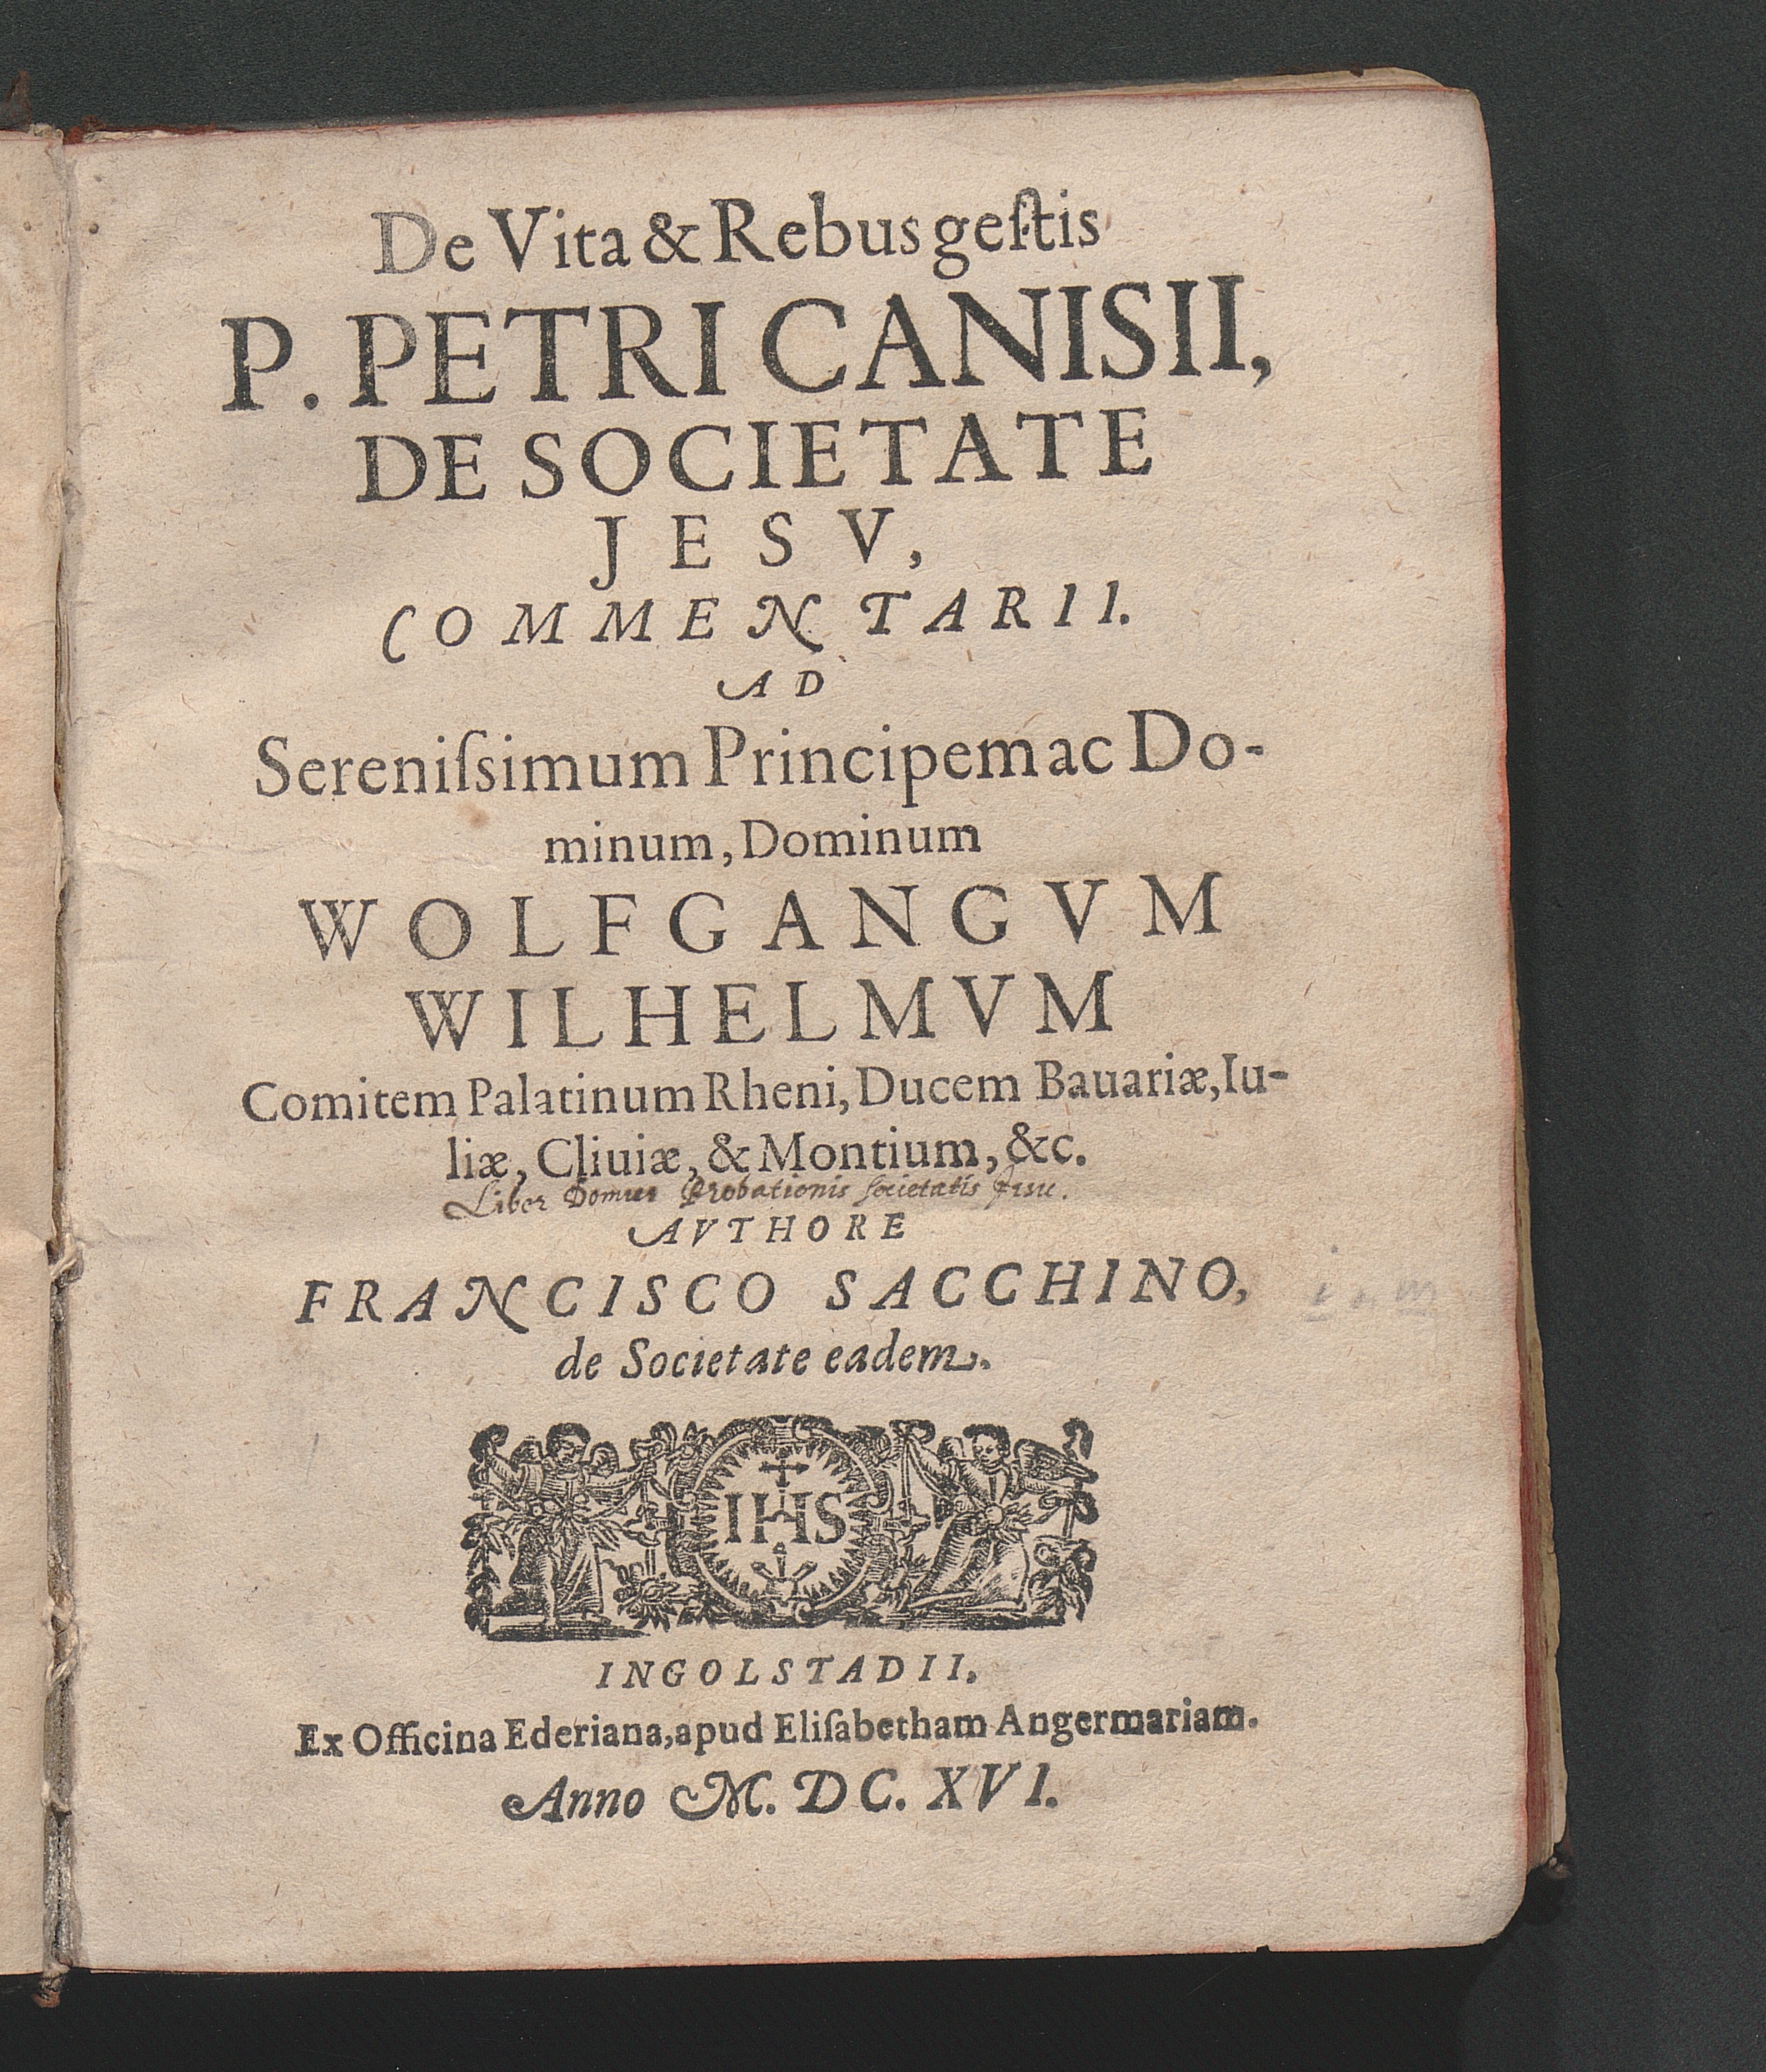 De Vita & Rebus geſtis
P. PETRI CANISII,
DE SOCIETATE
JESV,
COMMENTARII.
AD
Sereniſsimum Principem ac Do-
minum, Dominum
WOLFGANGVM
WILHELMVM
Comitem Palatinum Rheni, Ducem Bauariæ, Iu-
liæ, Cliuiæ, & Montium, &c.
Liber Domus Probationis Societatis Jesu.
AVTHORE
FRANCISCO SACCHINO,
de Societate eadem.
IHS
INGOLSTADII.
Ex Officina Ederiana, apud Eliſabetham Angermariam.
Anno M. DC. XVI.